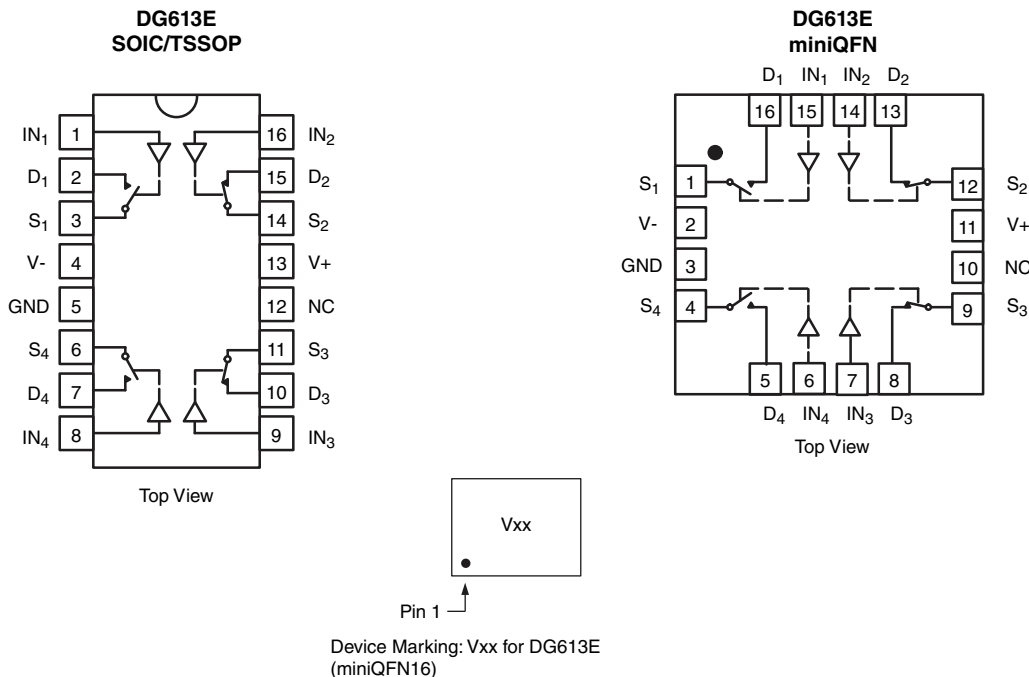 DG613E
SOIC/TSSOP
IN1 1 16 IN2
D1 2 15 D2
S1 3 14 S2
V- 4 13 V+
GND 5 12 NC
S4 6 11 S3
D4 7 10 D3
IN4 8 9 IN3
Top View
DG613E
miniQFN
D1 IN1 IN2 D2
16 15 14 13
S1 1 12 S2
V- 2 11 V+
GND 3 10 NC
S4 4 9 S3
5 6 7 8
D4 IN4 IN3 D3
Top View
Vxx
Pin 1
Device Marking: Vxx for DG613E
(miniQFN16)